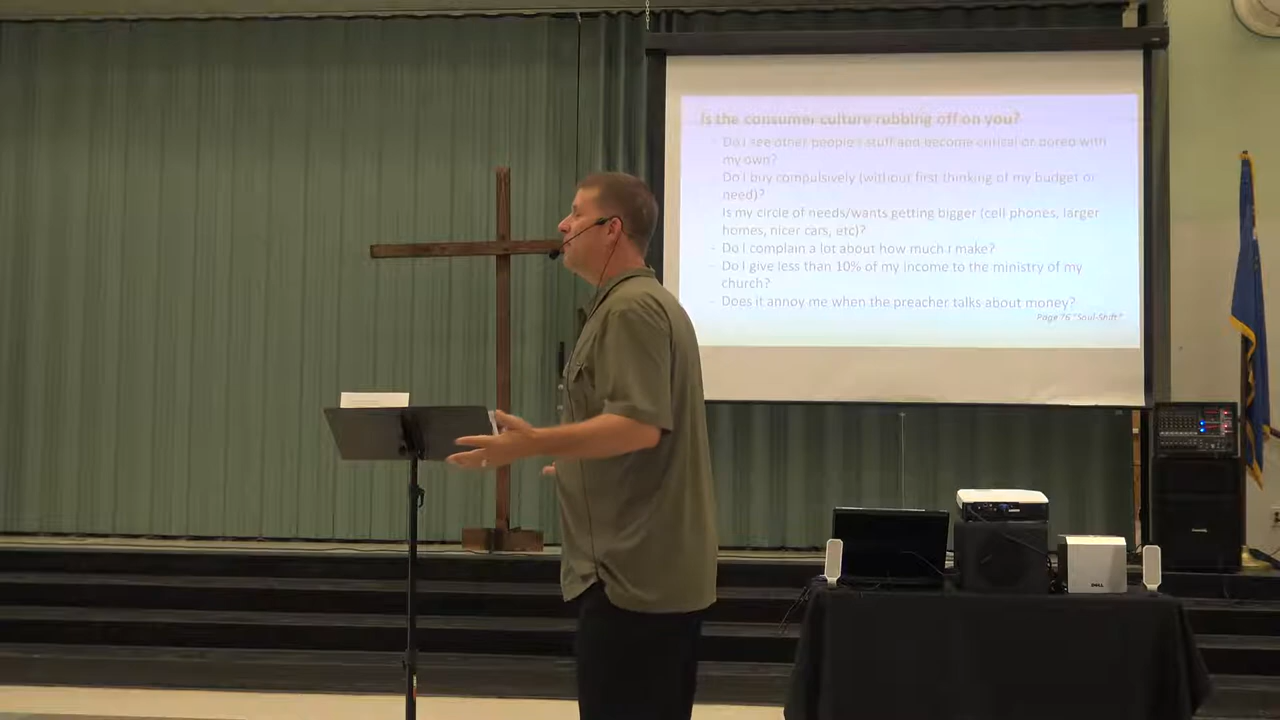 Is the consumer culture rubbing off on you?
- Do I see other people's stuff and become critical or bored with
my own?
Do I buy compulsively (without first thinking of my budget or
need)?
Is my circle of needs/wants getting bigger (cell phones, larger
homes, nicer cars, etc)?
- Do I complain a lot about how much I make?
- Do I give less than 10% of my income to the ministry of my
church?
- Does it annoy me when the preacher talks about money?
Page 76 "Soul-Shift"
DELL